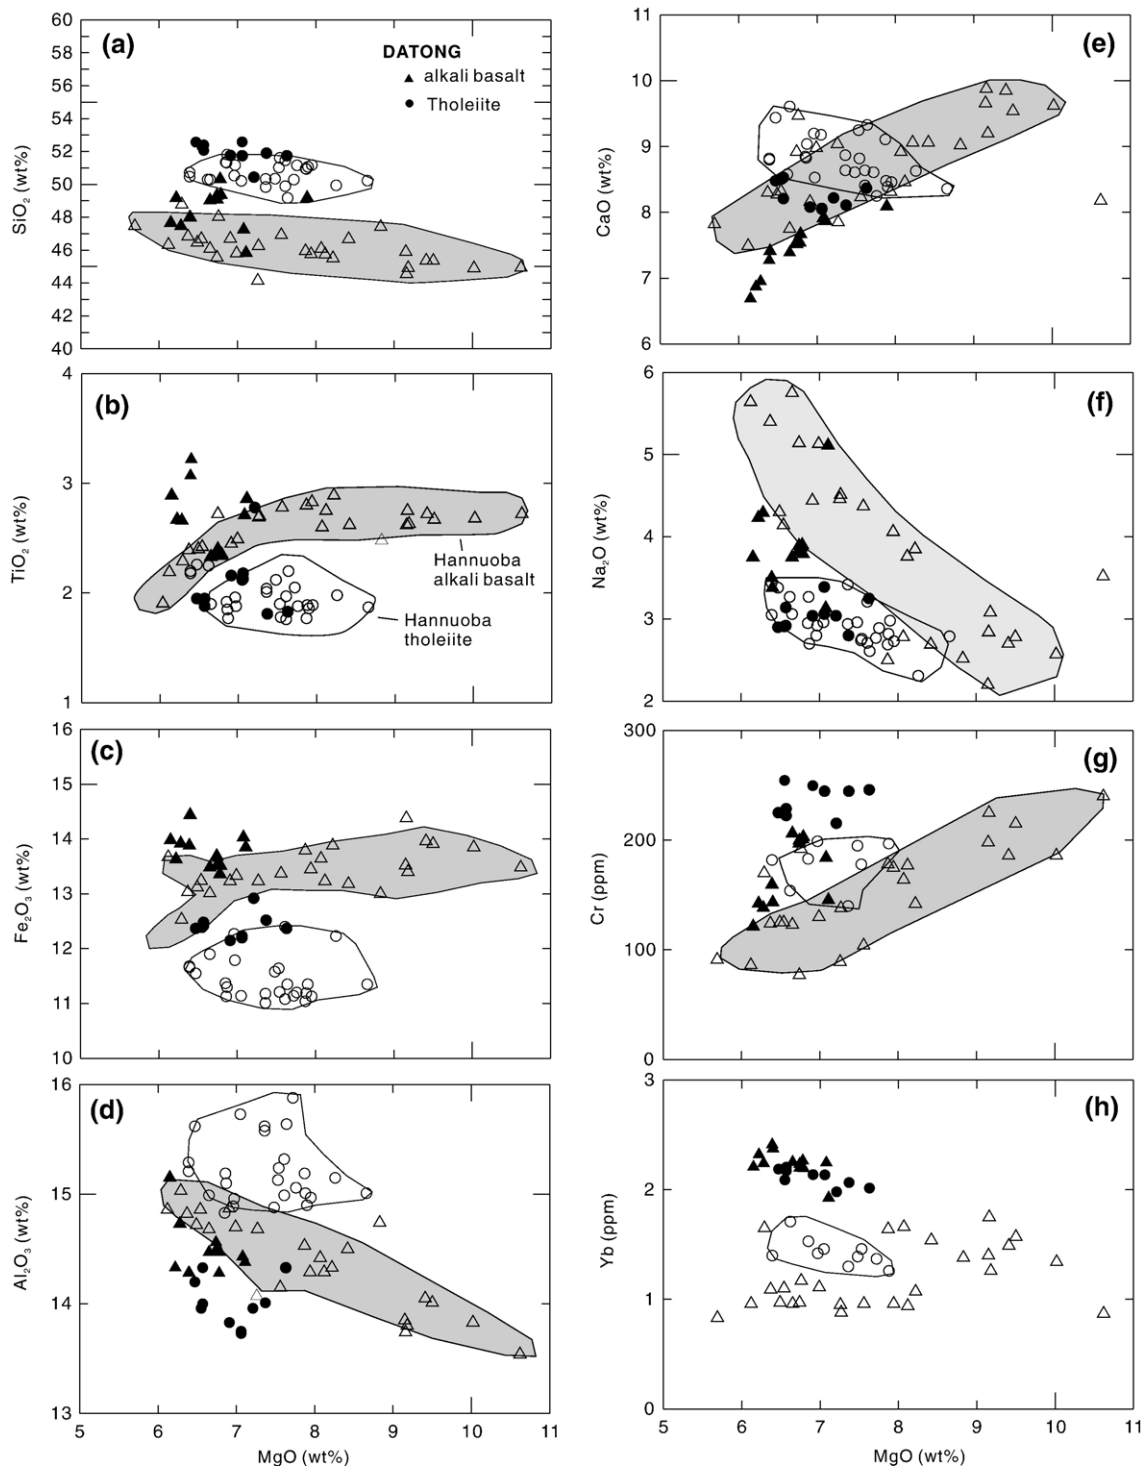 (a)
DATONG
alkali basalt
Tholeiite
SiO2 (wt%)
60
58
56
54
52
50
48
46
44
42
40
(b)
TiO2 (wt%)
4
3
2
1
Hannuoba
alkali basalt
Hannuoba
tholeiite
(c)
Fe2O3 (wt%)
16
15
14
13
12
11
10
(d)
Al2O3 (wt%)
16
15
14
13
5
6
7
8
9
10
11
MgO (wt%)
(e)
CaO (wt%)
11
10
9
8
7
6
(f)
Na2O (wt%)
6
5
4
3
2
(g)
Cr (ppm)
300
200
100
0
(h)
Yb (ppm)
3
2
1
0
5
6
7
8
9
10
11
MgO (wt%)